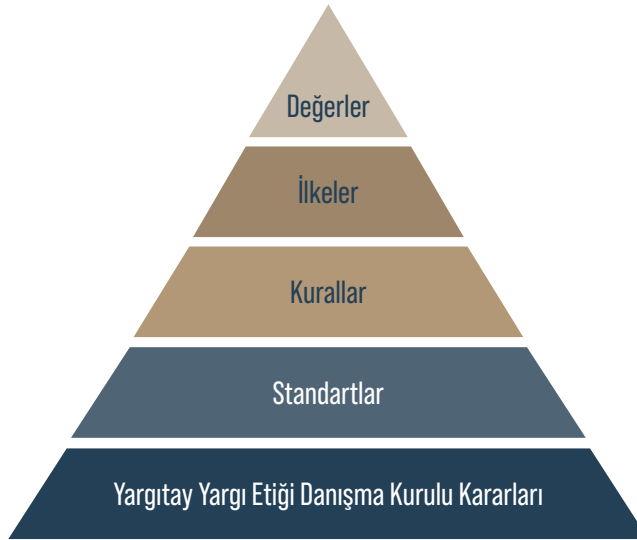 Değerler
İlkeler
Kurallar
Standartlar
Yargıtay Yargı Etiği Danışma Kurulu Kararları